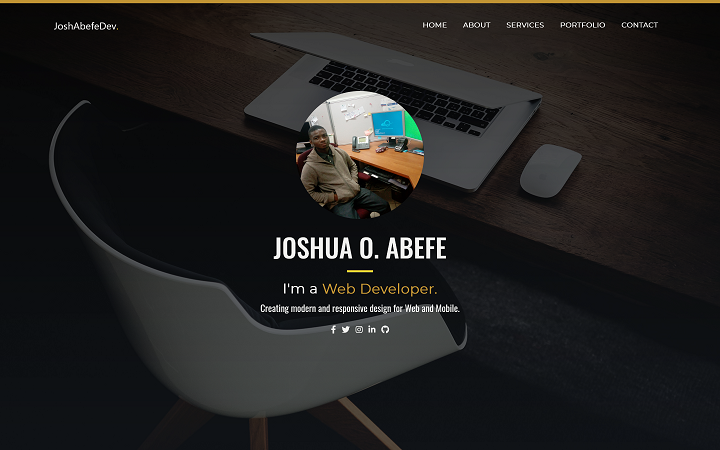 JoshAbefeDev.
HOME ABOUT SERVICES PORTFOLIO CONTACT
JOSHUA O. ABEFE
I'm a Web Developer.
Creating modern and responsive design for Web and Mobile.